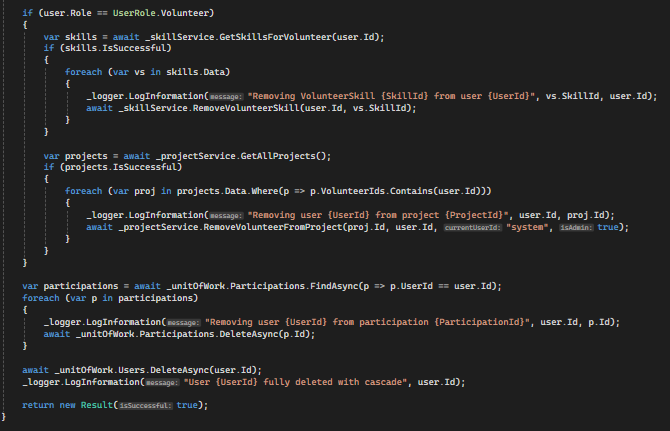 if (user.Role == UserRole.Volunteer)
{
var skills = await _skillService.GetSkillsForVolunteer(user.Id);
if (skills.IsSuccessful)
{
foreach (var vs in skills.Data)
{
_logger.LogInformation(message: "Removing VolunteerSkill {SkillId} from user {UserId}", vs.SkillId, user.Id);
await _skillService.RemoveVolunteerSkill(user.Id, vs.SkillId);
}
}
var projects = await _projectService.GetAllProjects();
if (projects.IsSuccessful)
{
foreach (var proj in projects.Data.Where(p => p.VolunteerIds.Contains(user.Id)))
{
_logger.LogInformation(message: "Removing user {UserId} from project {ProjectId}", user.Id, proj.Id);
await _projectService.RemoveVolunteerFromProject(proj.Id, user.Id, currentUserId: "system", isAdmin: true);
}
}
}
var participations = await _unitOfWork.Participations.FindAsync(p => p.UserId == user.Id);
foreach (var p in participations)
{
_logger.LogInformation(message: "Removing user {UserId} from participation {ParticipationId}", user.Id, p.Id);
await _unitOfWork.Participations.DeleteAsync(p.Id);
}
await _unitOfWork.Users.DeleteAsync(user.Id);
_logger.LogInformation(message: "User {UserId} fully deleted with cascade", user.Id);
return new Result(isSuccessful: true);
}